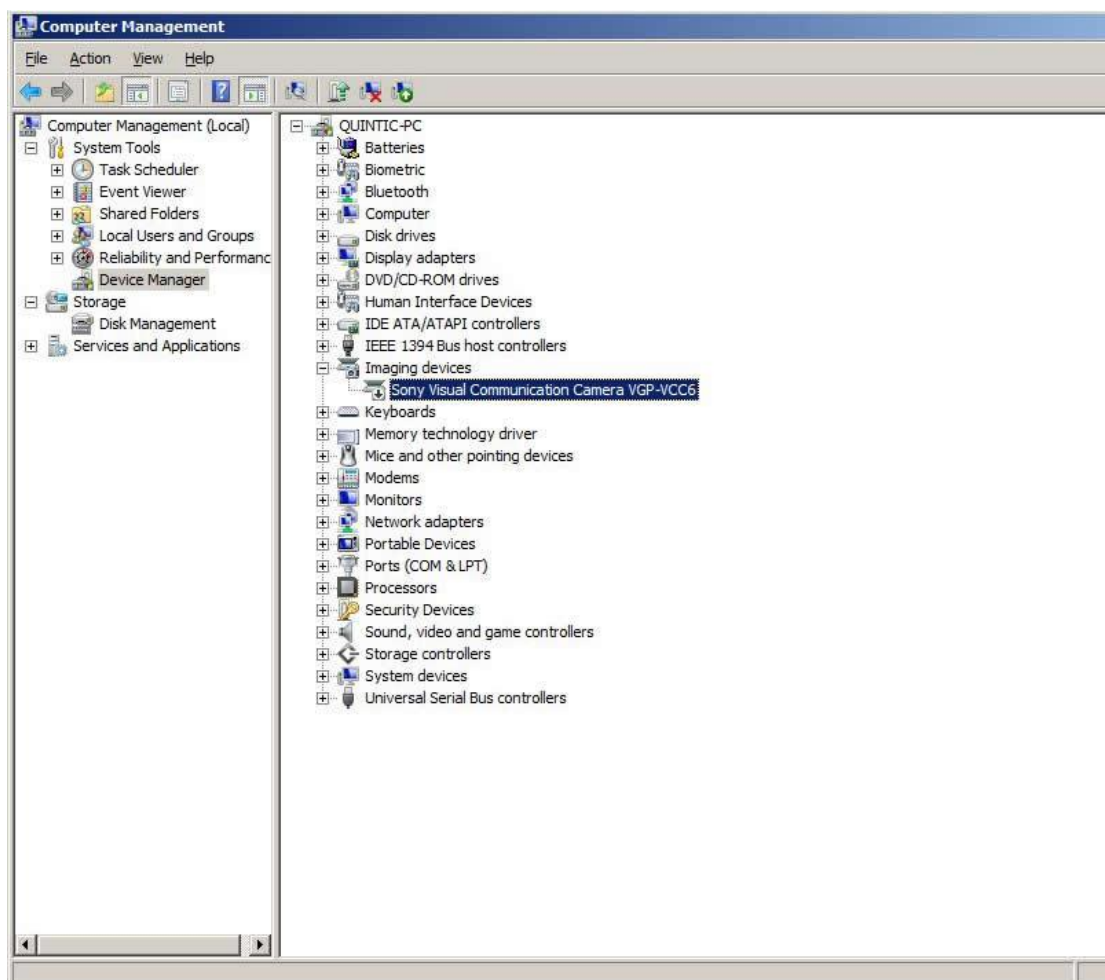 Computer Management
File Action View Help
Computer Management (Local)
System Tools
Task Scheduler
Event Viewer
Shared Folders
Local Users and Groups
Reliability and Performanc
Device Manager
Storage
Disk Management
Services and Applications
QUINTIC-PC
Batteries
Biometric
Bluetooth
Computer
Disk drives
Display adapters
DVD/CD-ROM drives
Human Interface Devices
IDE ATA/ATAPI controllers
IEEE 1394 Bus host controllers
Imaging devices
Sony Visual Communication Camera VGP-VCC6
Keyboards
Memory technology driver
Mice and other pointing devices
Modems
Monitors
Network adapters
Portable Devices
Ports (COM & LPT)
Processors
Security Devices
Sound, video and game controllers
Storage controllers
System devices
Universal Serial Bus controllers